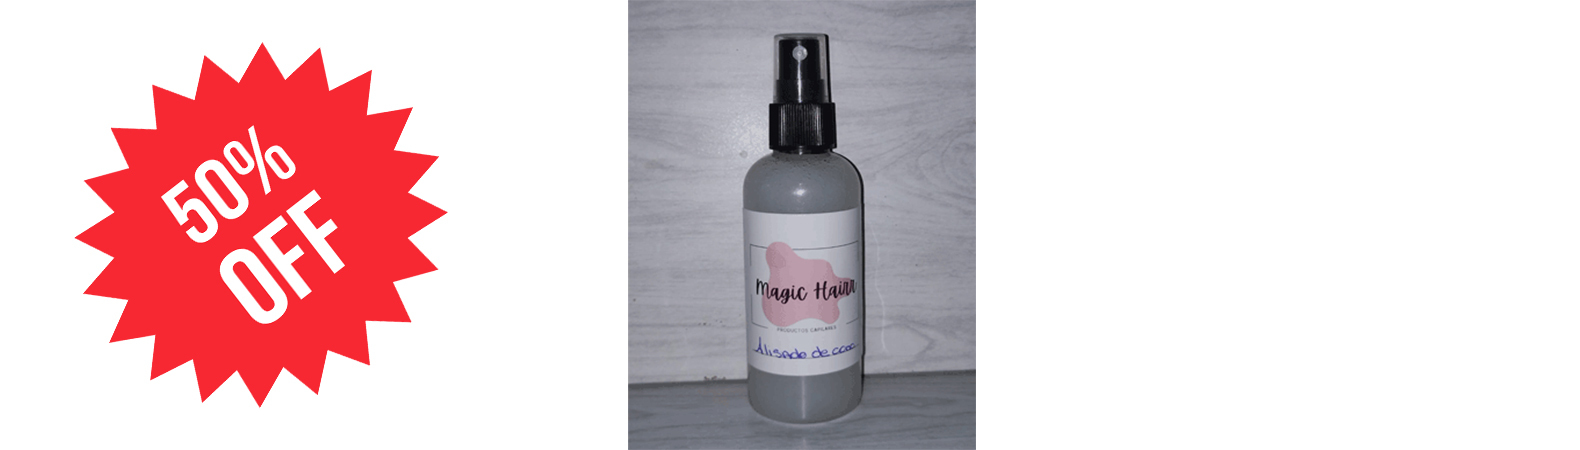 50%
OFF
Magic Hairr
PRODUCTOS CAPILARES
Alisado de coco